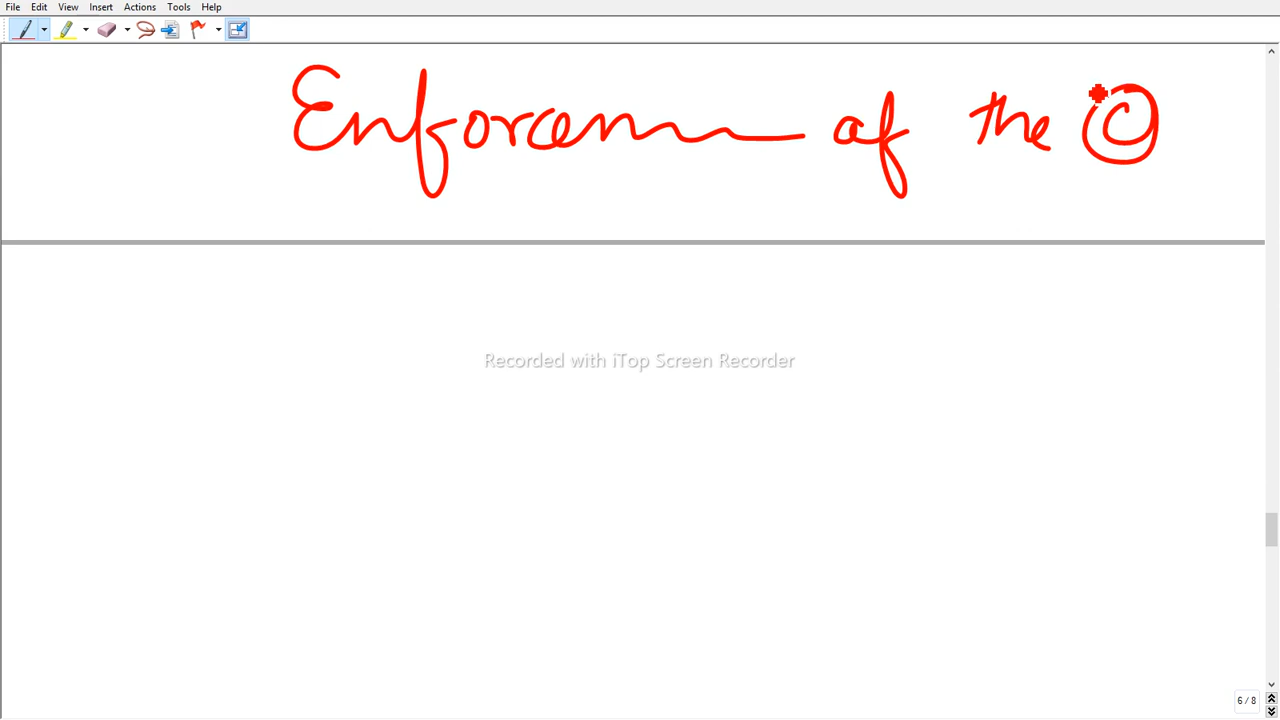 File Edit View Insert Actions Tools Help
Enforcem of the ©
Recorded with iTop Screen Recorder
6 / 8